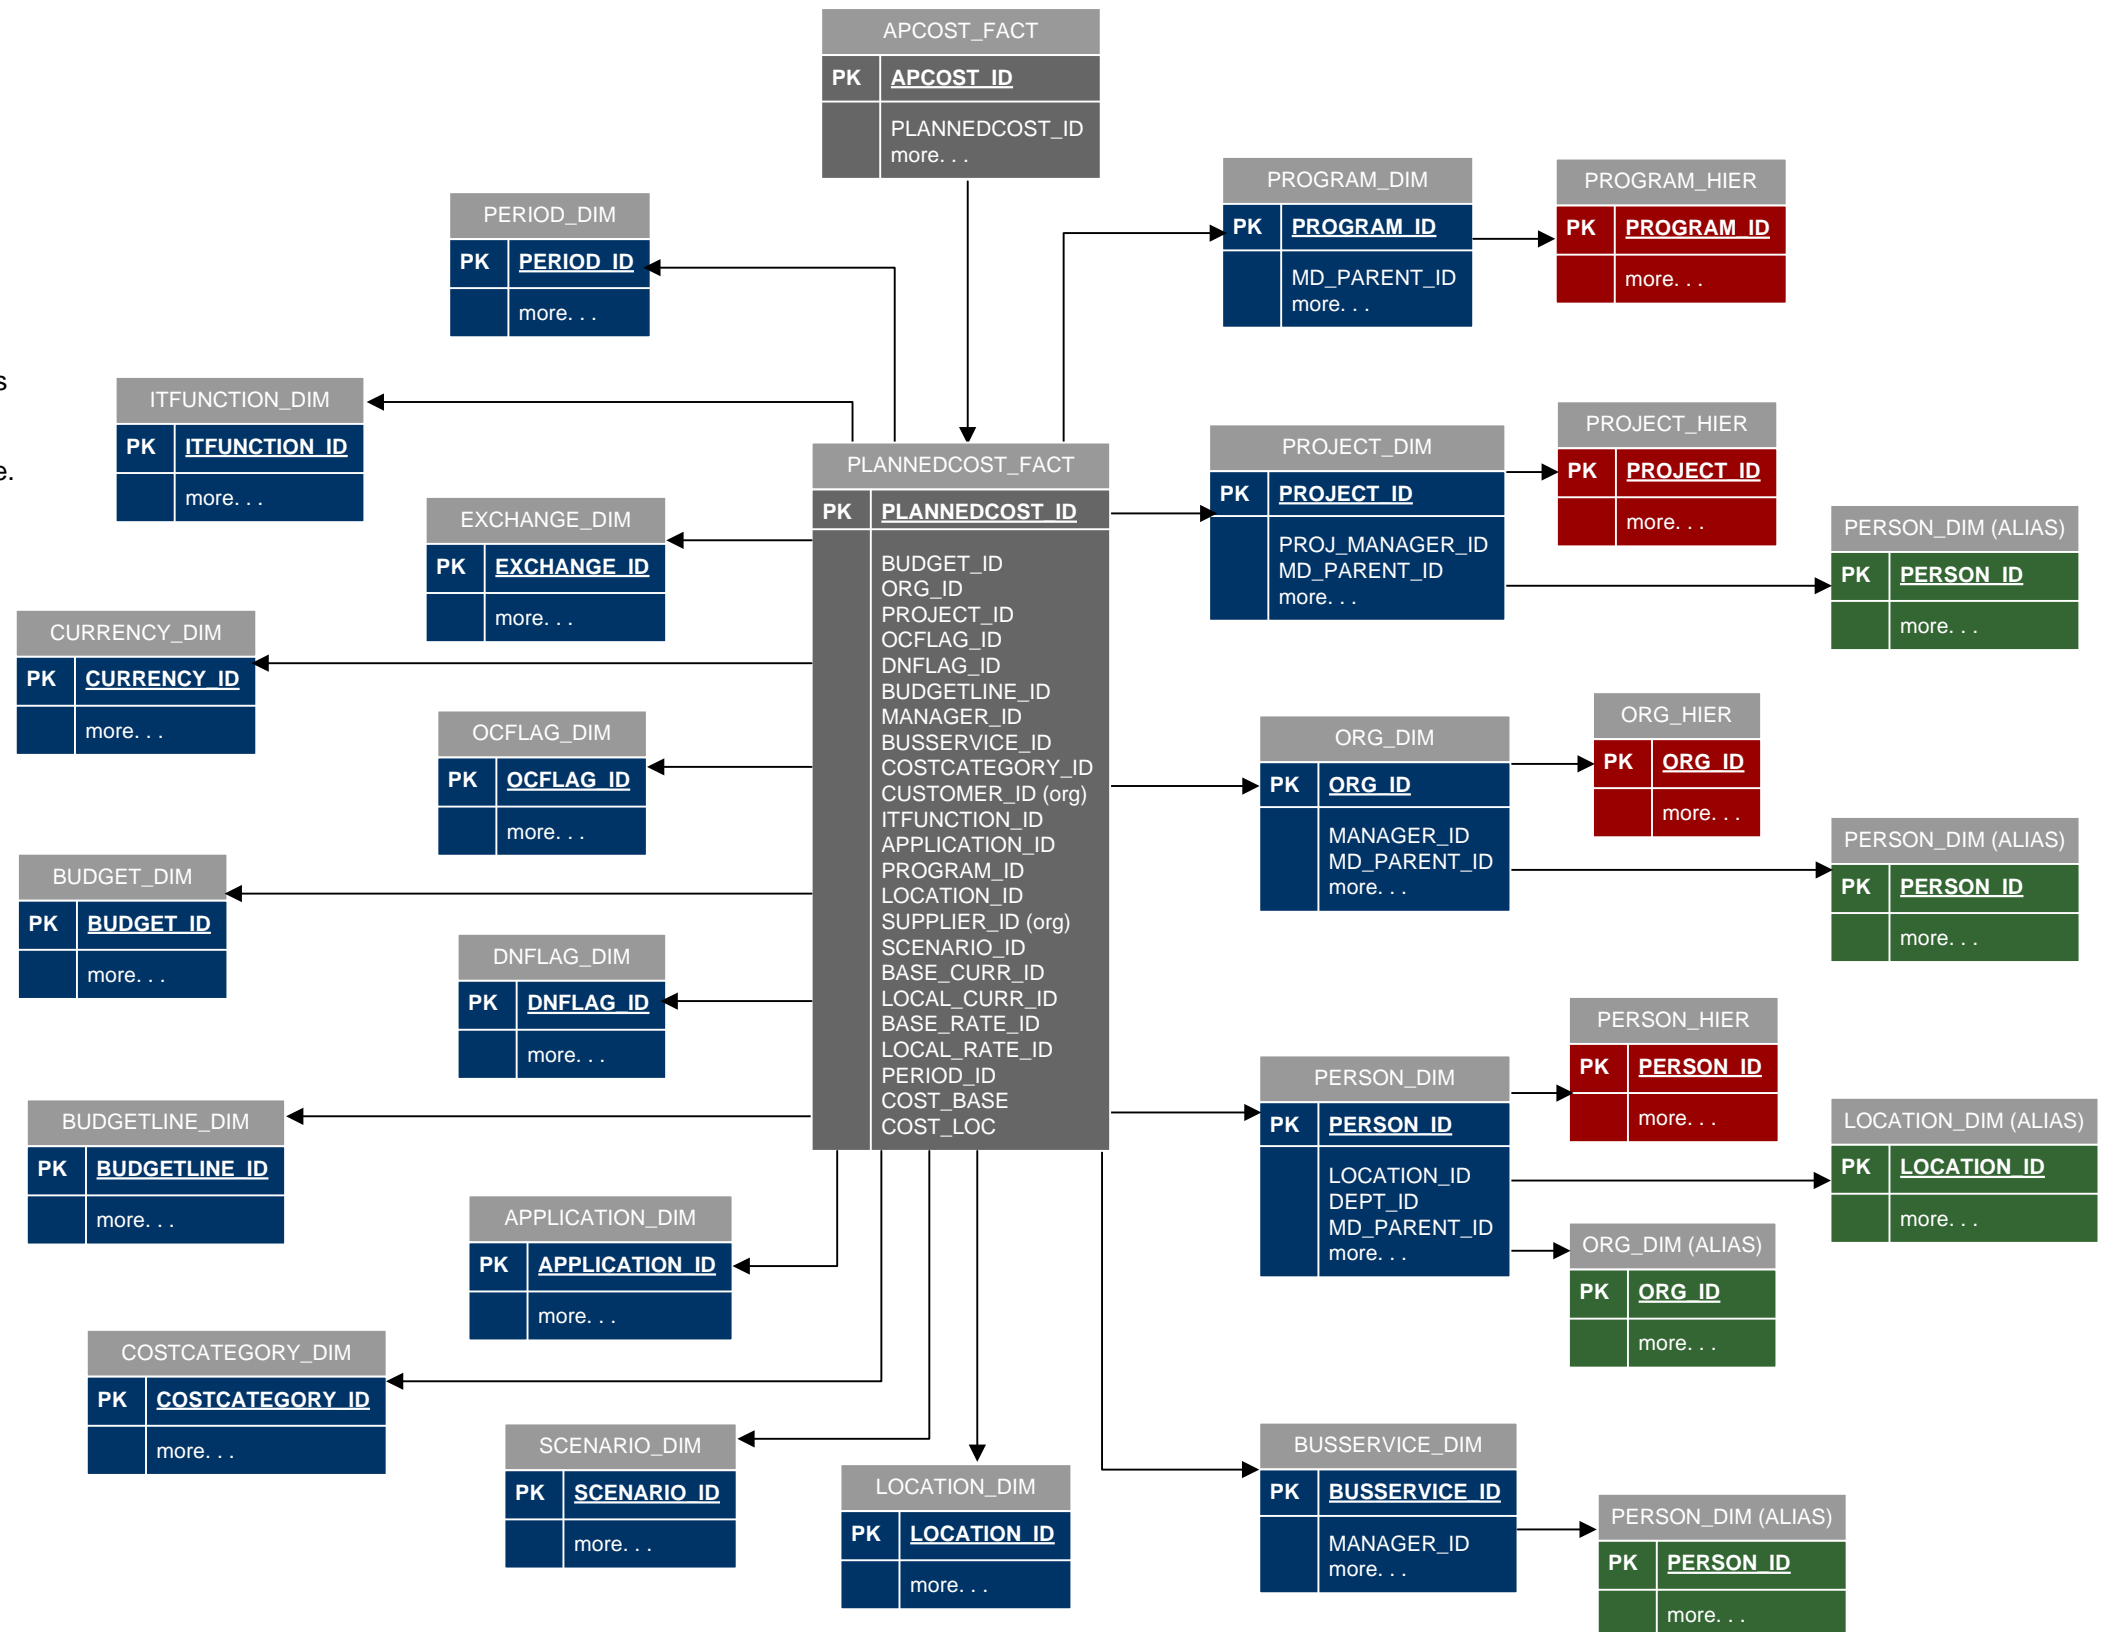 APCOST_FACT
PK APCOST_ID
PLANNEDCOST_ID
more. . .
PROGRAM_DIM
PK PROGRAM_ID
MD_PARENT_ID
more. . .
PROGRAM_HIER
PK PROGRAM_ID
more. . .
PERIOD_DIM
PK PERIOD_ID
more. . .
s
e.
ITFUNCTION_DIM
PK ITFUNCTION_ID
more. . .
EXCHANGE_DIM
PK EXCHANGE_ID
more. . .
CURRENCY_DIM
PK CURRENCY_ID
more. . .
OCFLAG_DIM
PK OCFLAG_ID
more. . .
BUDGET_DIM
PK BUDGET_ID
more. . .
DNFLAG_DIM
PK DNFLAG_ID
more. . .
BUDGETLINE_DIM
PK BUDGETLINE_ID
more. . .
APPLICATION_DIM
PK APPLICATION_ID
more. . .
COSTCATEGORY_DIM
PK COSTCATEGORY_ID
more. . .
SCENARIO_DIM
PK SCENARIO_ID
more. . .
LOCATION_DIM
PK LOCATION_ID
more. . .
PLANNEDCOST_FACT
PK PLANNEDCOST_ID
BUDGET_ID
ORG_ID
PROJECT_ID
OCFLAG_ID
DNFLAG_ID
BUDGETLINE_ID
MANAGER_ID
BUSSERVICE_ID
COSTCATEGORY_ID
CUSTOMER_ID (org)
ITFUNCTION_ID
APPLICATION_ID
PROGRAM_ID
LOCATION_ID
SUPPLIER_ID (org)
SCENARIO_ID
BASE_CURR_ID
LOCAL_CURR_ID
BASE_RATE_ID
LOCAL_RATE_ID
PERIOD_ID
COST_BASE
COST_LOC
PROJECT_DIM
PK PROJECT_ID
PROJ_MANAGER_ID
MD_PARENT_ID
more. . .
PROJECT_HIER
PK PROJECT_ID
more. . .
PERSON_DIM (ALIAS)
PK PERSON_ID
more. . .
ORG_DIM
PK ORG_ID
MANAGER_ID
MD_PARENT_ID
more. . .
ORG_HIER
PK ORG_ID
more. . .
PERSON_DIM (ALIAS)
PK PERSON_ID
more. . .
PERSON_DIM
PK PERSON_ID
LOCATION_ID
DEPT_ID
MD_PARENT_ID
more. . .
PERSON_HIER
PK PERSON_ID
more. . .
LOCATION_DIM (ALIAS)
PK LOCATION_ID
more. . .
ORG_DIM (ALIAS)
PK ORG_ID
more. . .
BUSSERVICE_DIM
PK BUSSERVICE_ID
MANAGER_ID
more. . .
PERSON_DIM (ALIAS)
PK PERSON_ID
more. . .